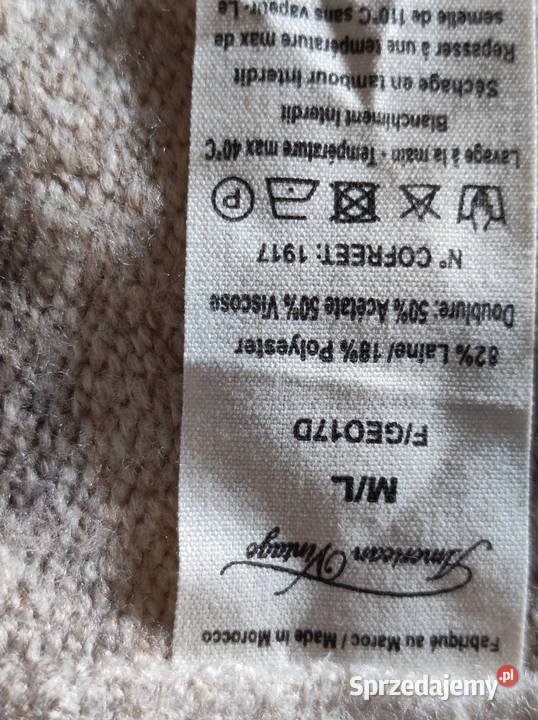 Fabriqué au Maroc / Made in Morocco
American Vintage
M/L
F/GEO17D
82% Laine/ 18% Polyester
Doublure: 50% Acétate 50% Viscose
N° COFREET: 1917
P
Lavage à la main - Température max 40°C
Blanchiment Interdit
Séchage en tambour Interdit
Repasser à une température max de
semelle de 110°C sans vapeur. Le
Sprzedajemy.pl